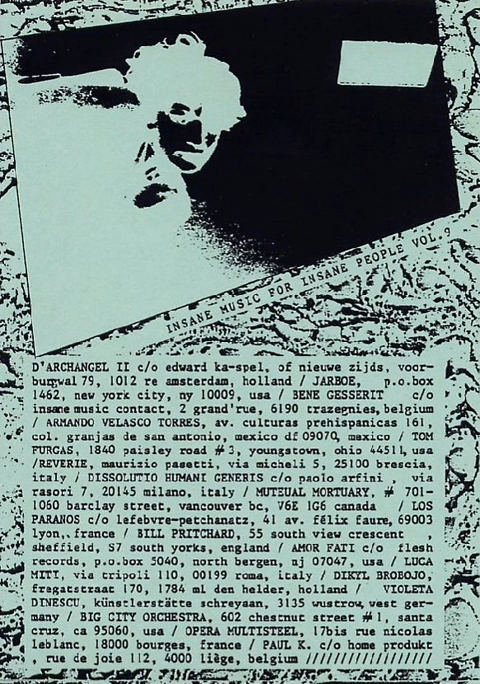 INSANE MUSIC FOR INSANE PEOPLE VOL 9
D'ARCHANGEL II c/o edward ka-spel, of nieuwe zijds, voor-
burgwal 79, 1012 re amsterdam, holland / JARBOE, p.o.box
1462, new york city, ny 10009, usa / BENE GESSERIT c/o
insane music contact, 2 grand'rue, 6190 trazegnies, belgium
/ ARMANDO VELASCO TORRES, av. culturas prehispanicas 161,
col. granjas de san antonio, mexico df 09070, mexico / TOM
FURGAS, 1840 paisley road #3, youngstown, ohio 44511, usa
/REVERIE, maurizio pasetti, via micheli 5, 25100 brescia,
italy / DISSOLUTIO HUMANI GENERIS c/o paolo arfini , via
rasori 7, 20145 milano, italy / MUTEUAL MORTUARY, # 701-
1060 barclay street, vancouver bc, V6E 1G6 canada / LOS
PARANOS c/o lefebvre-petchanatz, 41 av. félix faure, 69003
lyon, france / BILL PRITCHARD, 55 south view crescent ,
sheffield, S7 south yorks, england / AMOR FATI c/o flesh
records, p.o.box 5040, north bergen, nj 07047, usa / LUCA
MITI, via tripoli 110, 00199 roma, italy / DIKYL BROBOJO,
fregatstraat 170, 1784 ml den helder, holland / VIOLETA
DINESCU, künstlerstätte schreyaan, 3135 wustrow, west ger-
many / BIG CITY ORCHESTRA, 602 chestnut street #1, santa
cruz, ca 95060, usa / OPERA MULTISTEEL, 17bis rue nicolas
leblanc, 18000 bourges, france / PAUL K. c/o home produkt
, rue de joie 112, 4000 liège, belgium //////////////////